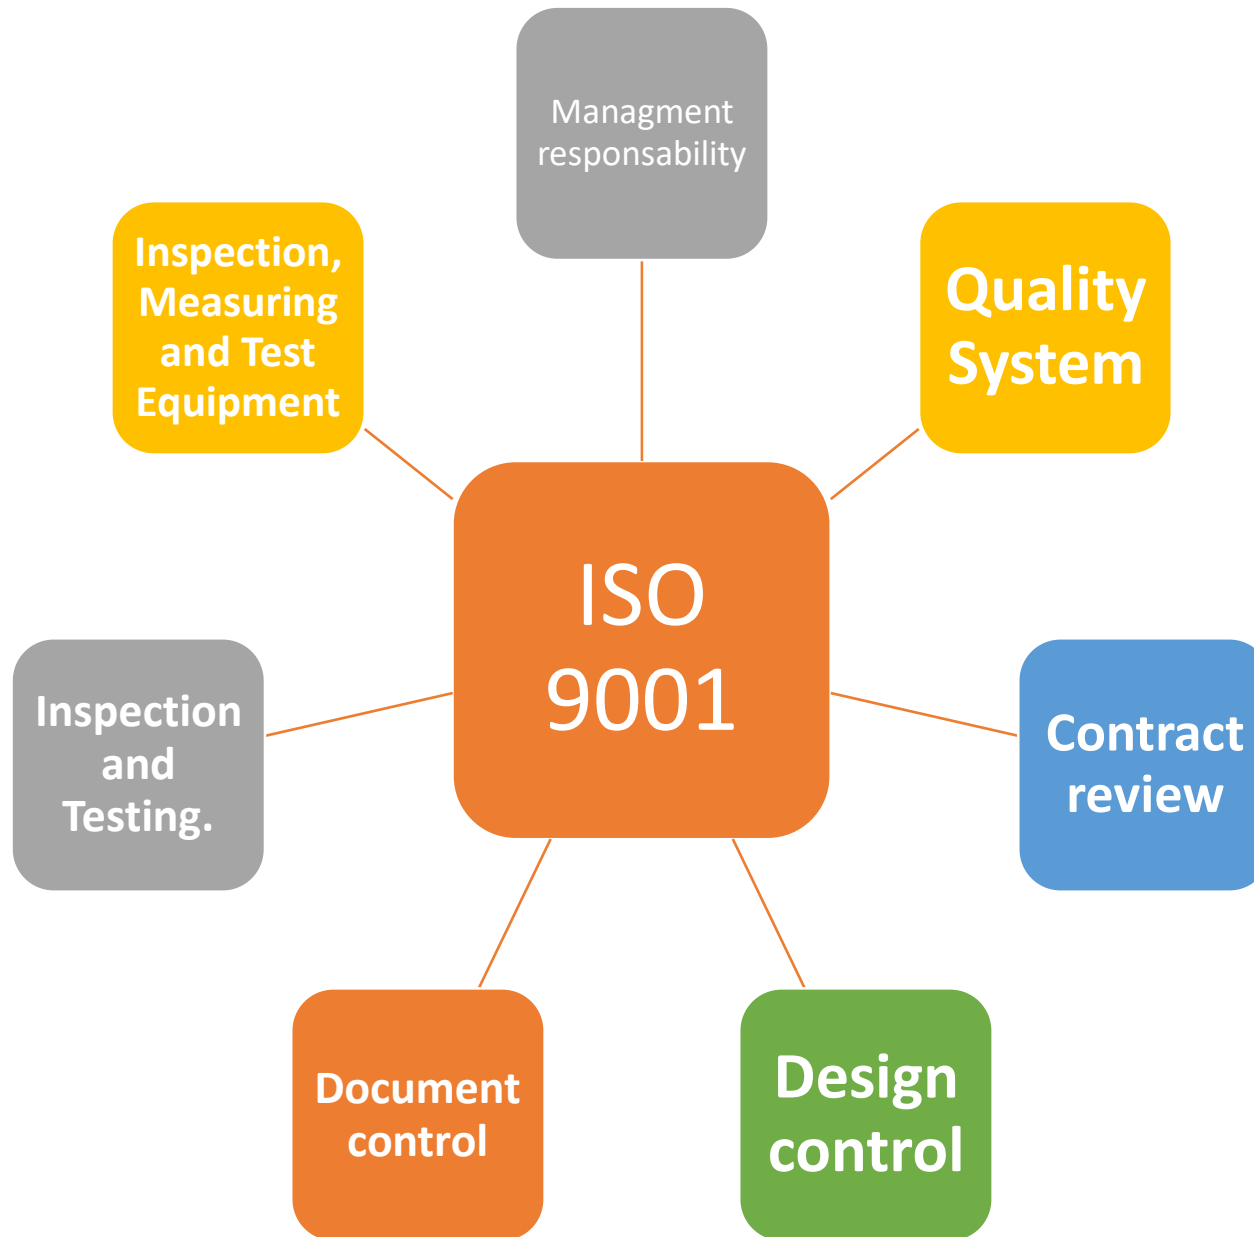 Managment
responsability
Quality
System
Contract
review
Design
control
Document
control
Inspection
and
Testing.
Inspection,
Measuring
and Test
Equipment
ISO
9001